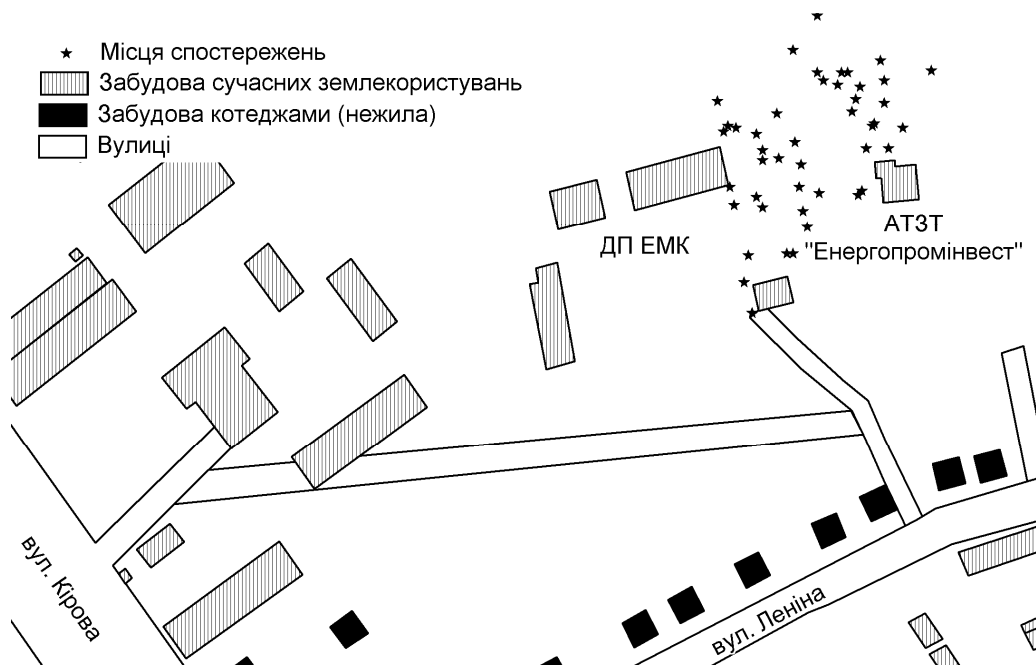 Місця спостережень
Забудова сучасних землекористувань
Забудова котеджами (нежила)
Вулиці
ДП ЕМК
АТЗТ
"Енергопромінвест"
вул. Кірова
вул. Леніна